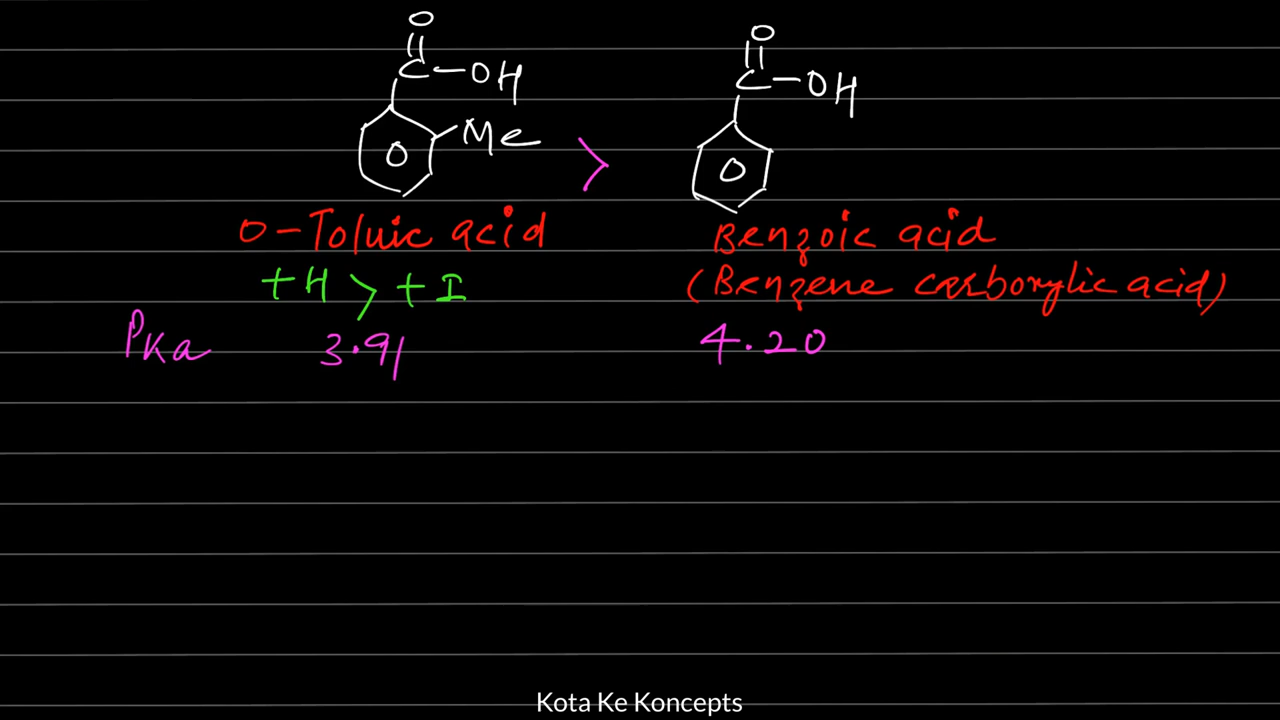 O O
|| ||
C-OH C-OH
Me >
O O
O-Toluic acid Benzoic acid
+H > +I (Benzene carboxylic acid)
PKa 3.91 4.20
Kota Ke Koncepts